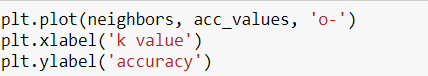 plt.plot(neighbors, acc_values, 'o-')
plt.xlabel('k value')
plt.ylabel('accuracy')